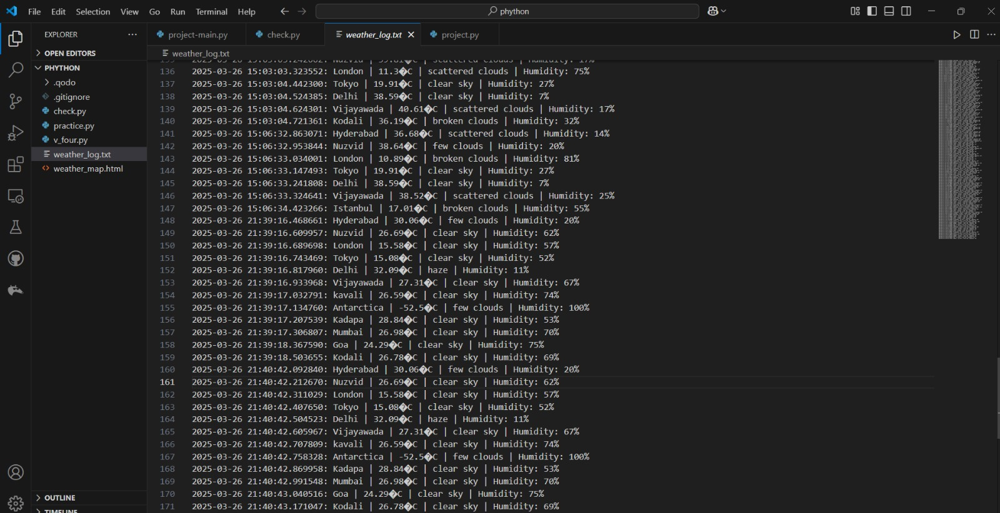 File Edit Selection View Go Run Terminal Help phython
EXPLORER
OPEN EDITORS
PHYTHON
.qodo
.gitignore
check.py
practice.py
v_four.py
weather_log.txt
weather_map.html
OUTLINE
TIMELINE
project-main.py check.py weather_log.txt project.py
weather_log.txt
135 2025-03-26 15:03:03.242002: Nuzvid | 39.81�C | scattered clouds | Humidity: 17%
136 2025-03-26 15:03:03.323552: London | 11.3�C | scattered clouds | Humidity: 75%
137 2025-03-26 15:03:04.442300: Tokyo | 19.91�C | clear sky | Humidity: 27%
138 2025-03-26 15:03:04.524385: Delhi | 38.59�C | clear sky | Humidity: 7%
139 2025-03-26 15:03:04.624301: Vijayawada | 40.61�C | scattered clouds | Humidity: 17%
140 2025-03-26 15:03:04.721361: Kodali | 36.19�C | broken clouds | Humidity: 32%
141 2025-03-26 15:06:32.863071: Hyderabad | 36.68�C | scattered clouds | Humidity: 14%
142 2025-03-26 15:06:32.953844: Nuzvid | 38.64�C | few clouds | Humidity: 20%
143 2025-03-26 15:06:33.034001: London | 10.89�C | broken clouds | Humidity: 81%
144 2025-03-26 15:06:33.147493: Tokyo | 19.91�C | clear sky | Humidity: 27%
145 2025-03-26 15:06:33.241808: Delhi | 38.59�C | clear sky | Humidity: 7%
146 2025-03-26 15:06:33.324641: Vijayawada | 38.52�C | scattered clouds | Humidity: 25%
147 2025-03-26 15:06:34.423266: Istanbul | 17.01�C | broken clouds | Humidity: 55%
148 2025-03-26 21:39:16.468661: Hyderabad | 30.06�C | few clouds | Humidity: 20%
149 2025-03-26 21:39:16.609957: Nuzvid | 26.69�C | clear sky | Humidity: 62%
150 2025-03-26 21:39:16.689698: London | 15.58�C | clear sky | Humidity: 57%
151 2025-03-26 21:39:16.743469: Tokyo | 15.08�C | clear sky | Humidity: 52%
152 2025-03-26 21:39:16.817960: Delhi | 32.09�C | haze | Humidity: 11%
153 2025-03-26 21:39:16.933968: Vijayawada | 27.31�C | clear sky | Humidity: 67%
154 2025-03-26 21:39:17.032791: kavali | 26.59�C | clear sky | Humidity: 74%
155 2025-03-26 21:39:17.134760: Antarctica | -52.5�C | few clouds | Humidity: 100%
156 2025-03-26 21:39:17.207539: Kadapa | 28.84�C | clear sky | Humidity: 53%
157 2025-03-26 21:39:17.306807: Mumbai | 26.98�C | clear sky | Humidity: 70%
158 2025-03-26 21:39:18.367590: Goa | 24.29�C | clear sky | Humidity: 75%
159 2025-03-26 21:39:18.503655: Kodali | 26.78�C | clear sky | Humidity: 69%
160 2025-03-26 21:40:42.092840: Hyderabad | 30.06�C | few clouds | Humidity: 20%
161 2025-03-26 21:40:42.212670: Nuzvid | 26.69�C | clear sky | Humidity: 62%
162 2025-03-26 21:40:42.311029: London | 15.58�C | clear sky | Humidity: 57%
163 2025-03-26 21:40:42.407650: Tokyo | 15.08�C | clear sky | Humidity: 52%
164 2025-03-26 21:40:42.504523: Delhi | 32.09�C | haze | Humidity: 11%
165 2025-03-26 21:40:42.605967: Vijayawada | 27.31�C | clear sky | Humidity: 67%
166 2025-03-26 21:40:42.707809: kavali | 26.59�C | clear sky | Humidity: 74%
167 2025-03-26 21:40:42.758328: Antarctica | -52.5�C | few clouds | Humidity: 100%
168 2025-03-26 21:40:42.869958: Kadapa | 28.84�C | clear sky | Humidity: 53%
169 2025-03-26 21:40:42.991548: Mumbai | 26.98�C | clear sky | Humidity: 70%
170 2025-03-26 21:40:43.040516: Goa | 24.29�C | clear sky | Humidity: 75%
171 2025-03-26 21:40:43.171047: Kodali | 26.78�C | clear sky | Humidity: 69%